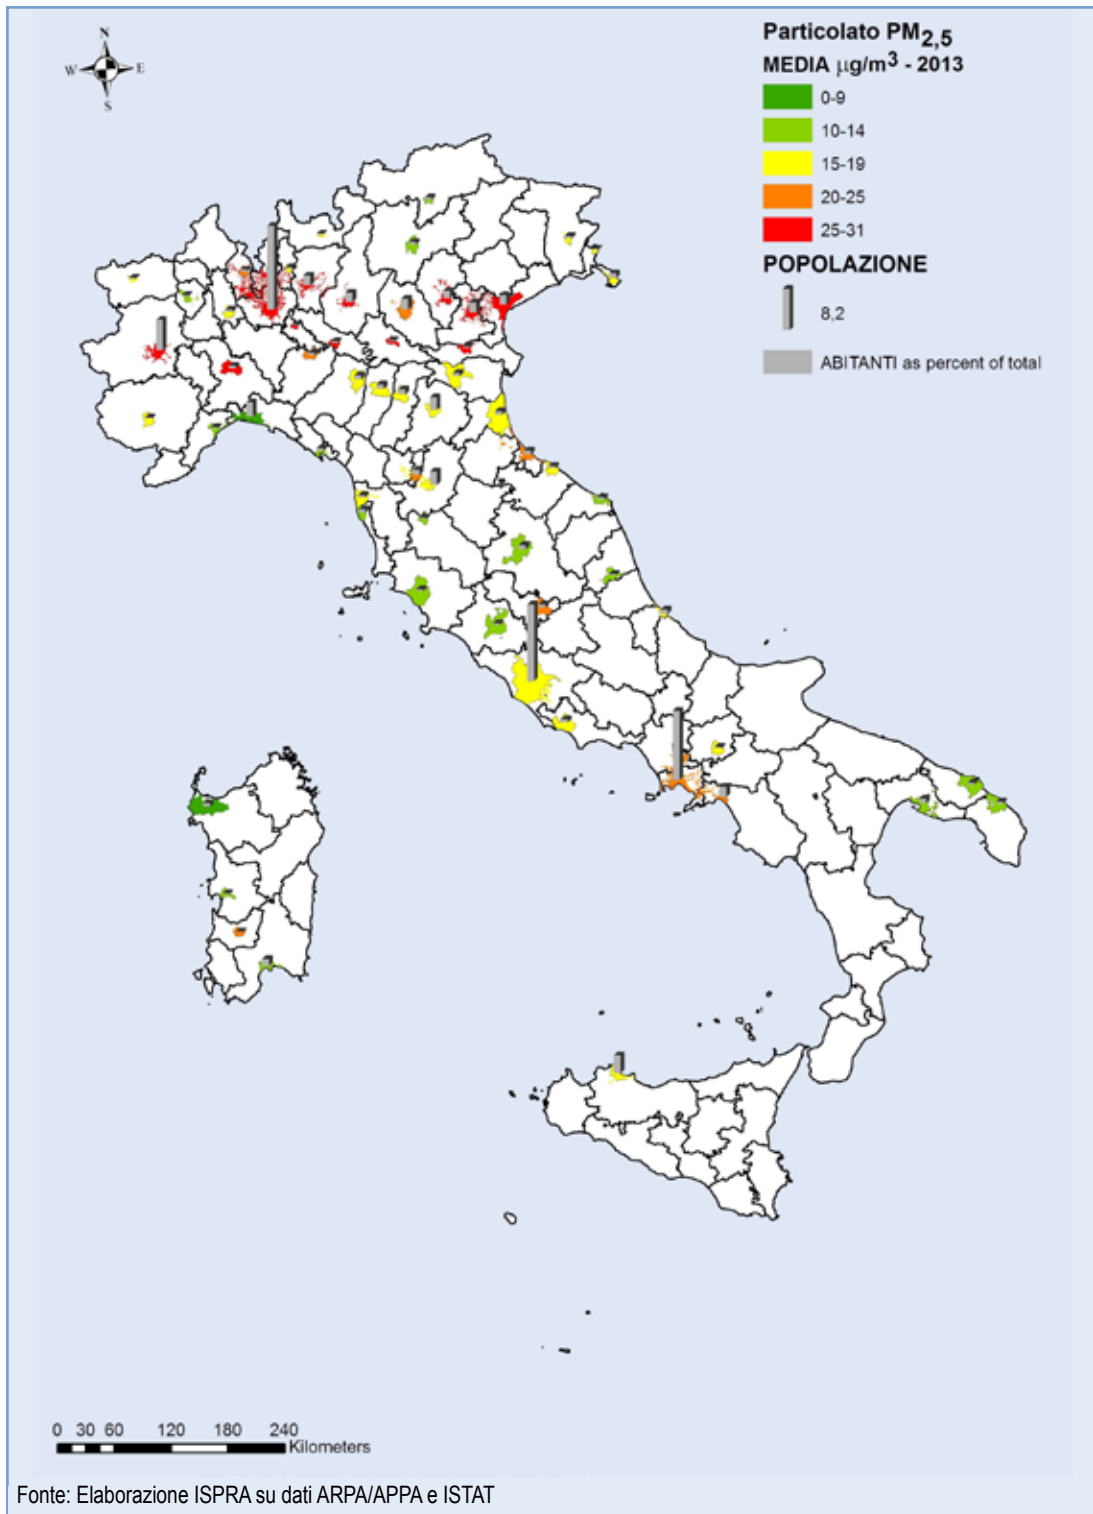 N
W E
S
Particolato PM2,5
MEDIA µg/m3 - 2013
0-9
10-14
15-19
20-25
25-31
POPOLAZIONE
8,2
ABITANTI as percent of total
0 30 60 120 180 240
Kilometers
Fonte: Elaborazione ISPRA su dati ARPA/APPA e ISTAT